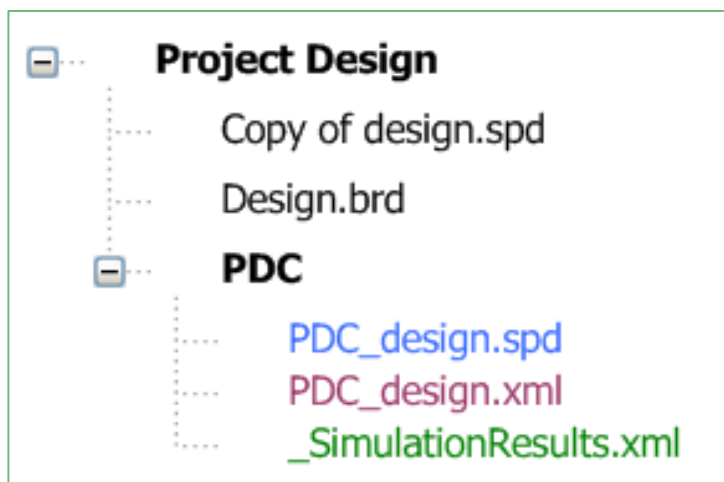 Project Design
Copy of design.spd
Design.brd
PDC
PDC_design.spd
PDC_design.xml
_SimulationResults.xml